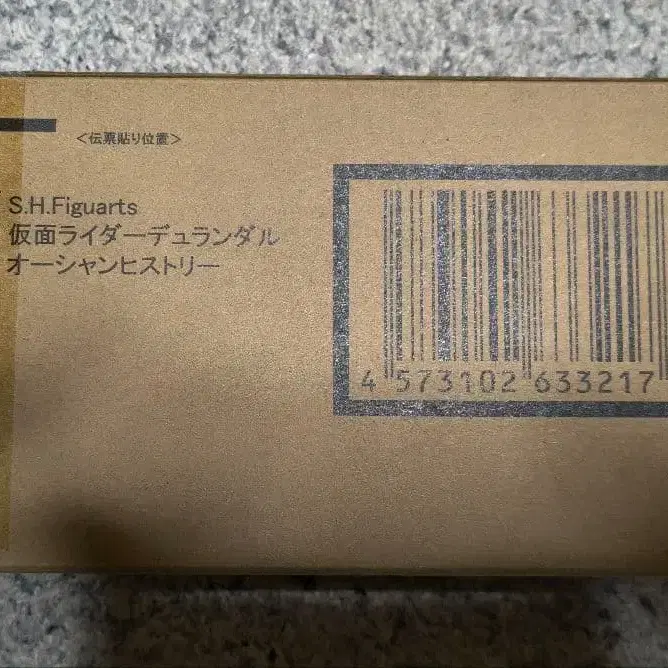 <伝票貼り位置>
S.H.Figuarts
仮面ライダーデュランダル
オーシャンヒストリー
4 573102 633217